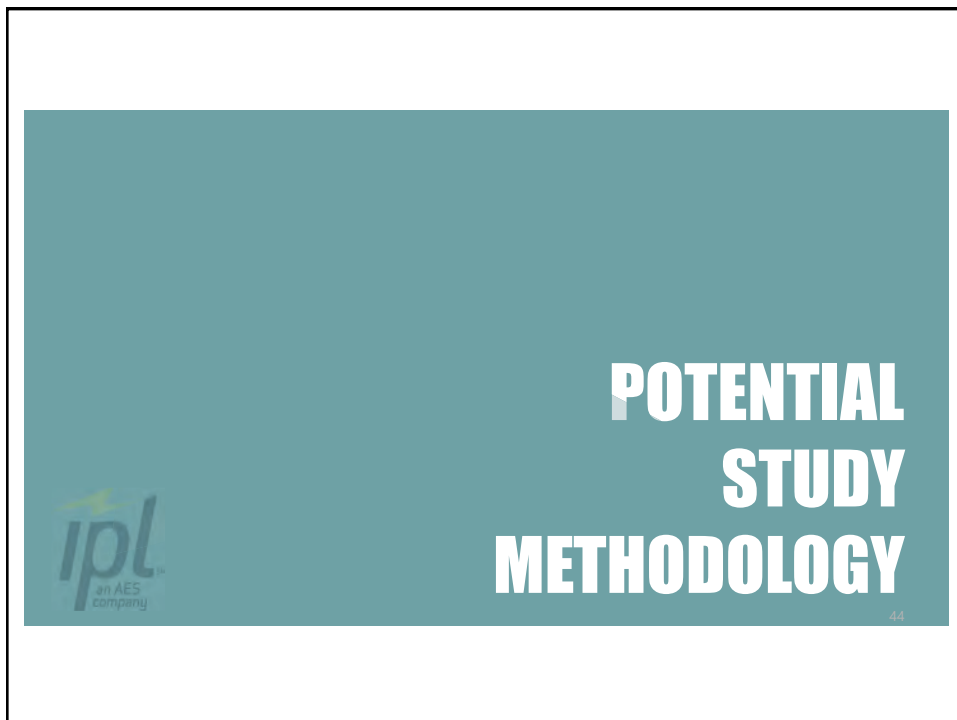 POTENTIAL
STUDY
METHODOLOGY
ipl
an AES
company
44